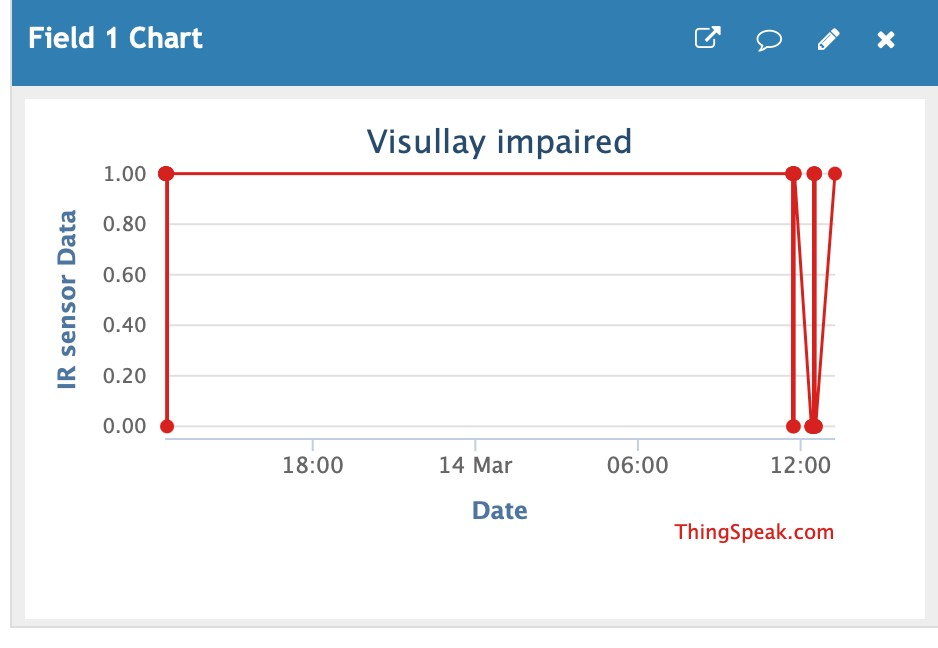 Field 1 Chart
Visullay impaired
1.00
0.80
0.60
0.40
0.20
0.00
IR sensor Data
18:00 14 Mar 06:00 12:00
Date
ThingSpeak.com